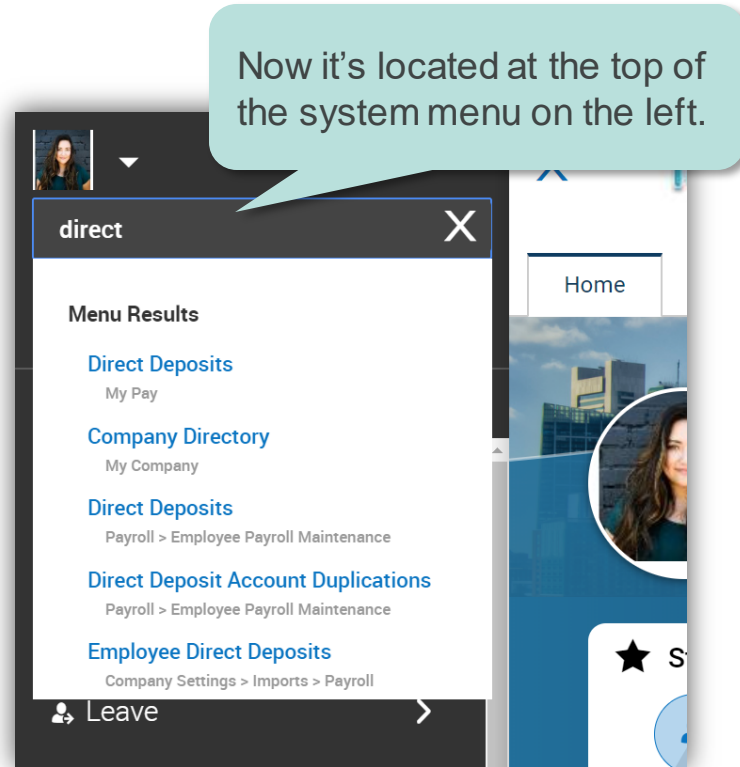 Now it's located at the top of
the system menu on the left.
direct
X
Home
Menu Results
Direct Deposits
My Pay
Company Directory
My Company
Direct Deposits
Payroll > Employee Payroll Maintenance
Direct Deposit Account Duplications
Payroll > Employee Payroll Maintenance
Employee Direct Deposits
Company Settings > Imports > Payroll
Leave